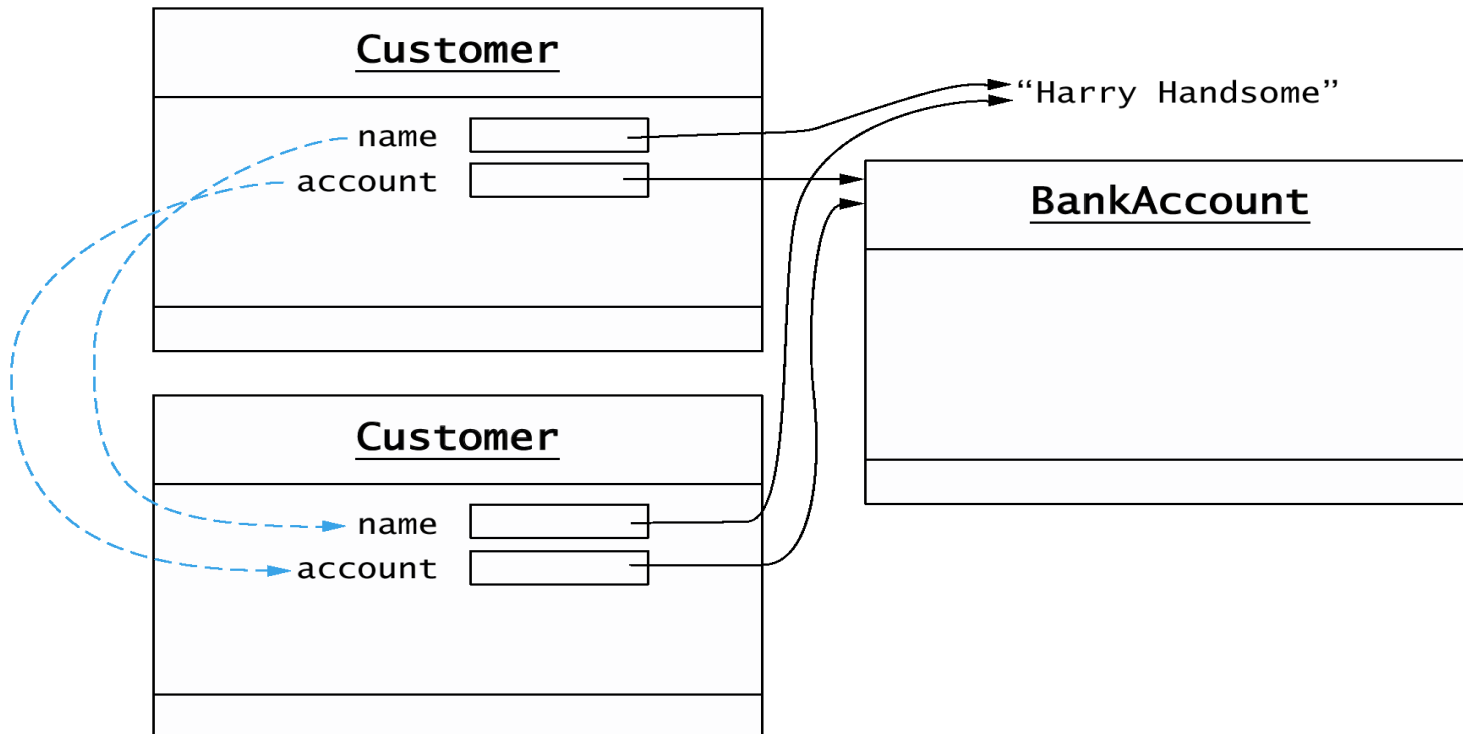 Customer
name
account
"Harry Handsome"
BankAccount
Customer
name
account